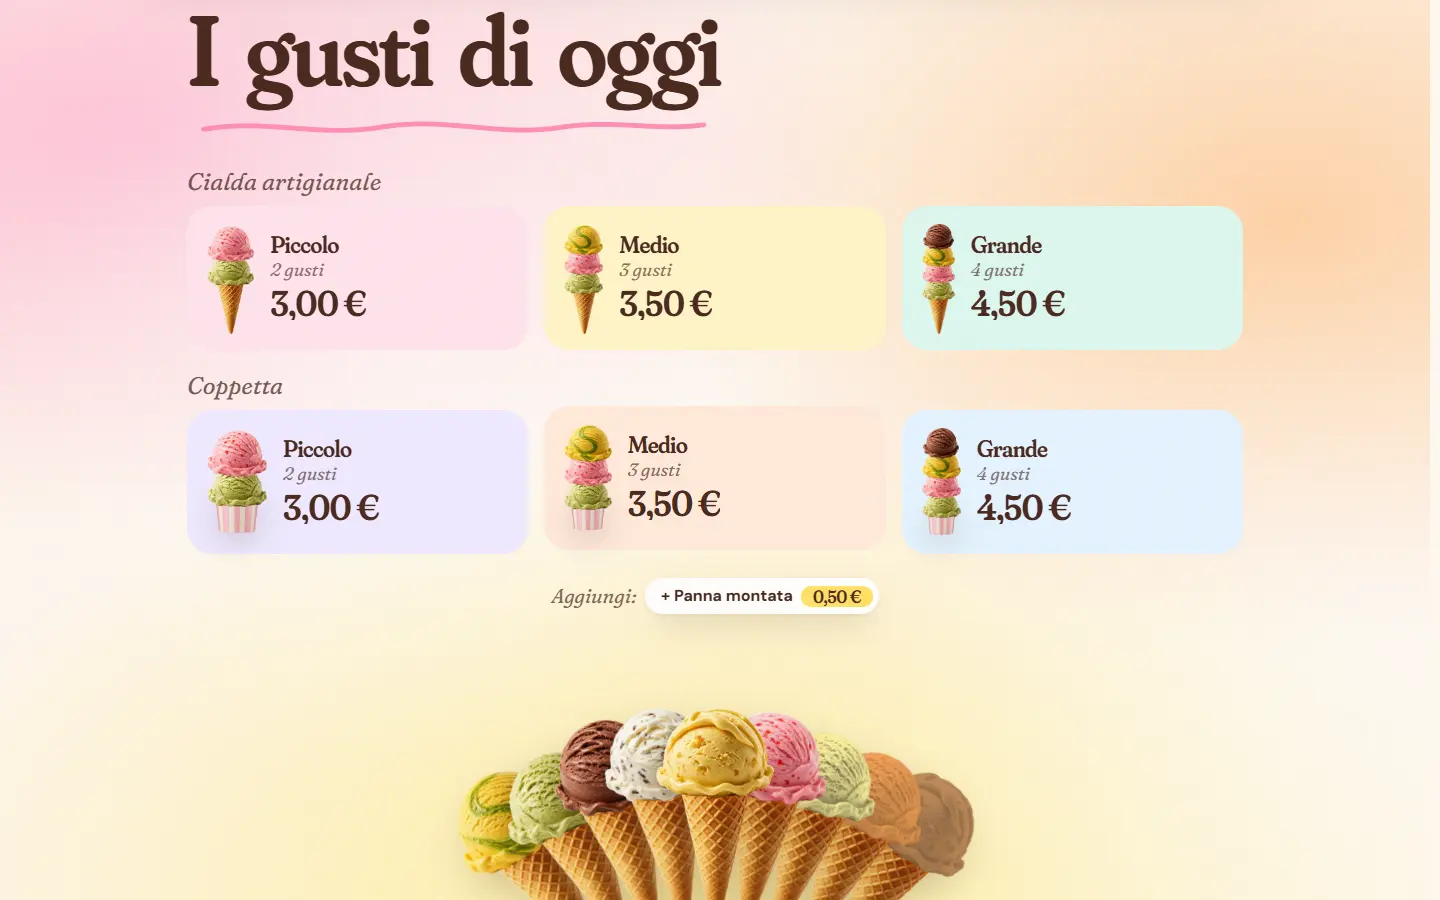 I gusti di oggi
Cialda artigianale
Piccolo
2 gusti
3,00 €
Medio
3 gusti
3,50 €
Grande
4 gusti
4,50 €
Coppetta
Piccolo
2 gusti
3,00 €
Medio
3 gusti
3,50 €
Grande
4 gusti
4,50 €
Aggiungi: + Panna montata 0,50 €